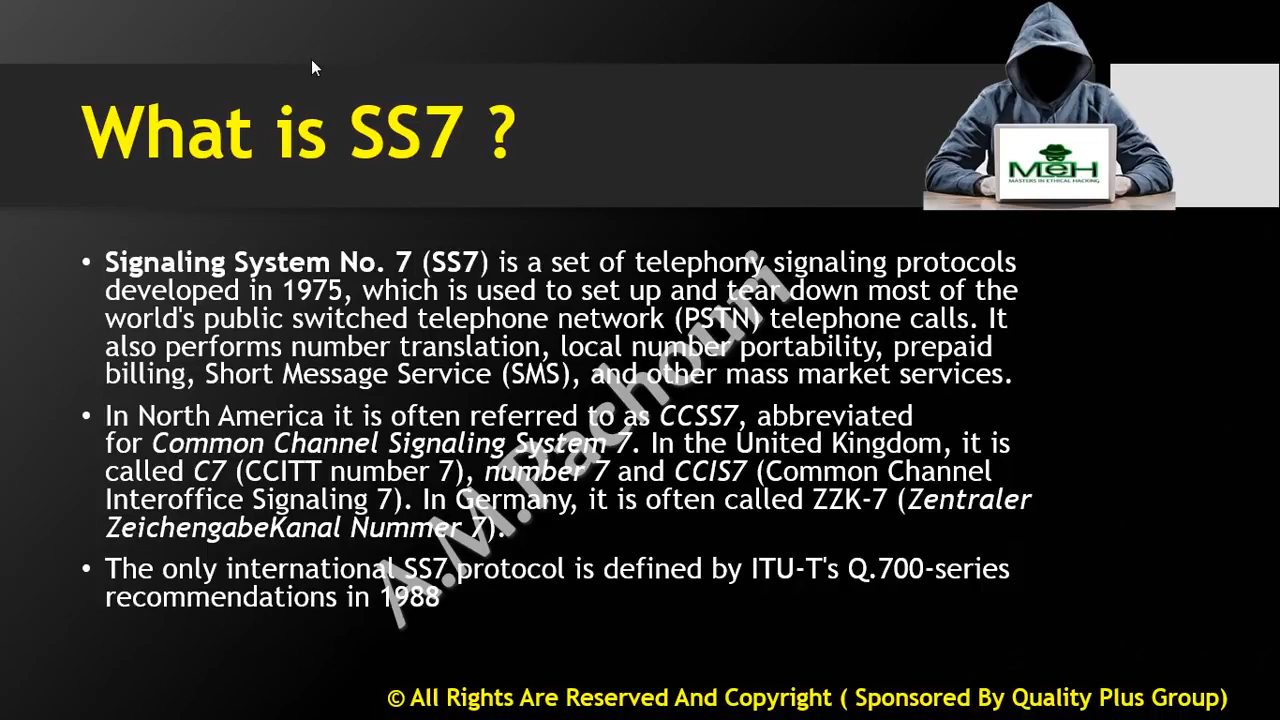 What is SS7 ?
MeH
MASTERS IN ETHICAL HACKING
• Signaling System No. 7 (SS7) is a set of telephony signaling protocols
developed in 1975, which is used to set up and tear down most of the
world's public switched telephone network (PSTN) telephone calls. It
also performs number translation, local number portability, prepaid
billing, Short Message Service (SMS), and other mass market services.
• In North America it is often referred to as CCSS7, abbreviated
for Common Channel Signaling System 7. In the United Kingdom, it is
called C7 (CCITT number 7), number 7 and CCIS7 (Common Channel
Interoffice Signaling 7). In Germany, it is often called ZZK-7 (Zentraler
ZeichengabeKanal Nummer 7).
• The only international SS7 protocol is defined by ITU-T's Q.700-series
recommendations in 1988
A.M.Pachouri
© All Rights Are Reserved And Copyright ( Sponsored By Quality Plus Group)